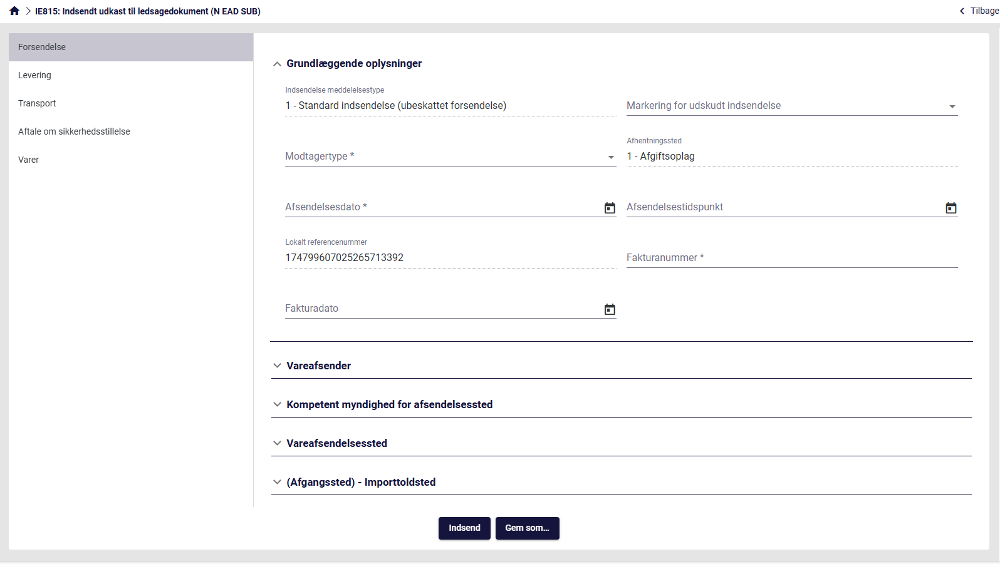 IE815: Indsendt udkast til ledsagedokument (N EAD SUB)
Tilbage
Forsendelse
Levering
Transport
Aftale om sikkerhedsstillelse
Varer
Grundlæggende oplysninger
Indsendelse meddelelsestype
1 - Standard indsendelse (ubeskattet forsendelse)
Markering for udskudt indsendelse
Modtagertype *
Afhentningssted
1 - Afgiftsoplag
Afsendelsesdato *
Afsendelsestidspunkt
Lokalt referencenummer
174799607025265713392
Fakturanummer *
Fakturadato
Vareafsender
Kompetent myndighed for afsendelsessted
Vareafsendelsessted
(Afgangssted) - Importtoldsted
Indsend
Gem som...